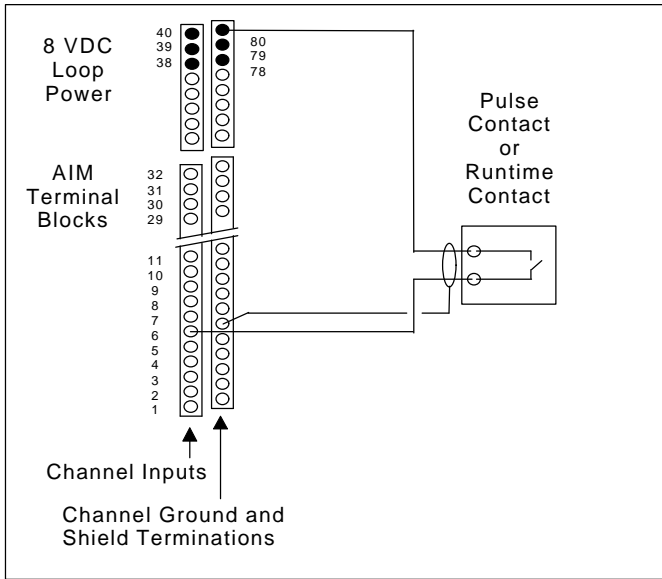 8 VDC
Loop
Power
40
39
38
80
79
78
Pulse
Contact
or
Runtime
Contact
AIM
Terminal
Blocks
32
31
30
29
11
10
9
8
7
6
5
4
3
2
1
Channel Inputs
Channel Ground and
Shield Terminations